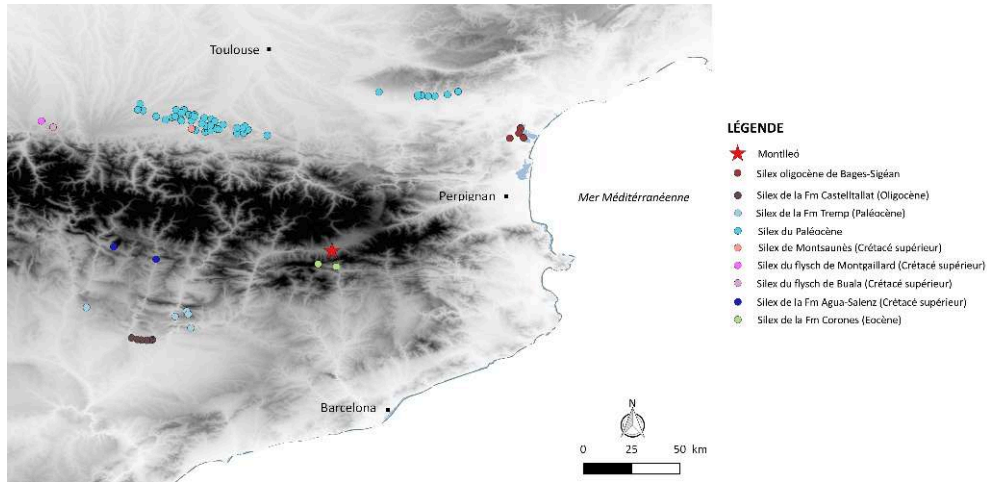 Toulouse
Perpignan
Mer Méditérranéenne
Barcelona
N
0 25 50 km
LÉGENDE
Montlleó
Silex oligocène de Bages-Sigéan
Silex de la Fm Castelltallat (Oligocène)
Silex de la Fm Tremp (Paléocène)
Silex du Paléocène
Silex de Montsaunès (Crétacé supérieur)
Silex du flysch de Montgaillard (Crétacé supérieur)
Silex du flysch de Buala (Crétacé supérieur)
Silex de la Fm Agua-Salenz (Crétacé supérieur)
Silex de la Fm Corones (Eocène)